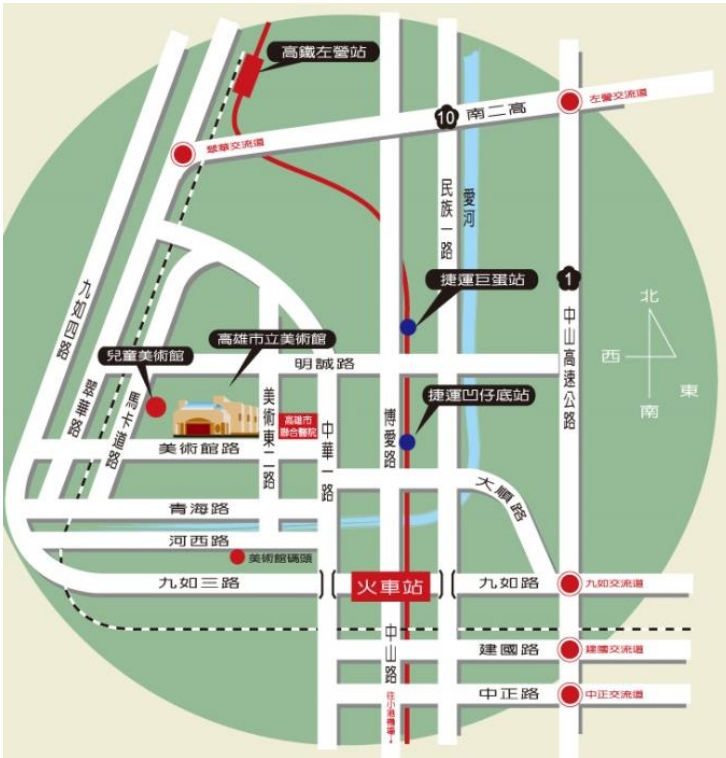 高鐵左營站
左營交流道
10
南二高
翠華交流道
民族一路
愛河
1
捷運巨蛋站
北
九如四路
中山高速公路
高雄市立美術館
西
東
兒童美術館
明誠路
南
翠華路
馬卡道路
美術東二路
高雄市
聯合醫院
中華一路
博愛路
捷運凹仔底站
美術館路
大順路
青海路
河西路
美術館碼頭
九如三路
火車站
九如路
九如交流道
中山路
建國路
建國交流道
中正路
中正交流道
往小港機場→